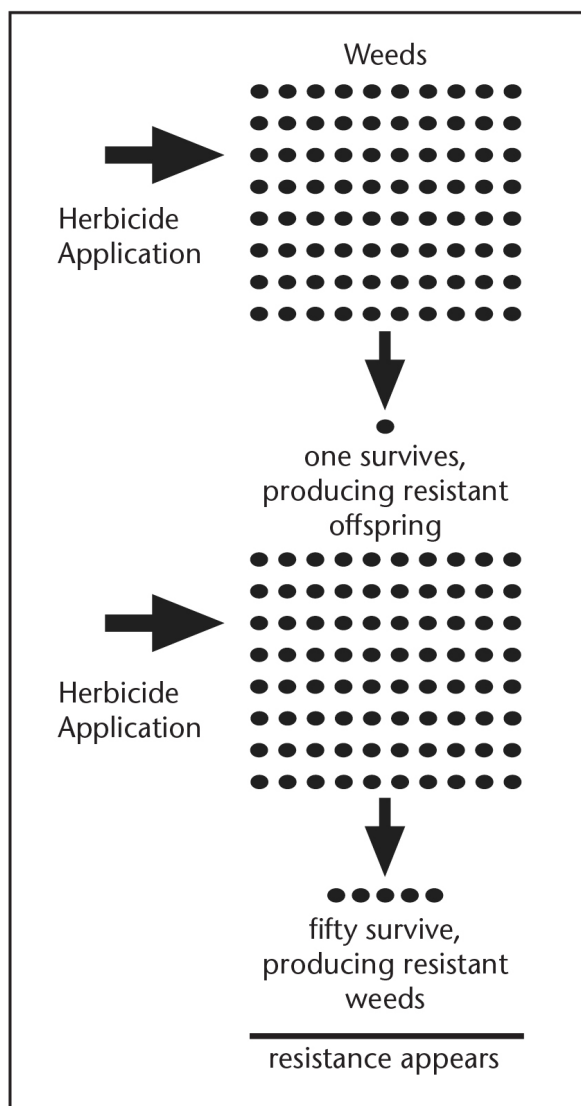 Weeds
Herbicide
Application
one survives,
producing resistant
offspring
Herbicide
Application
fifty survive,
producing resistant
weeds
resistance appears